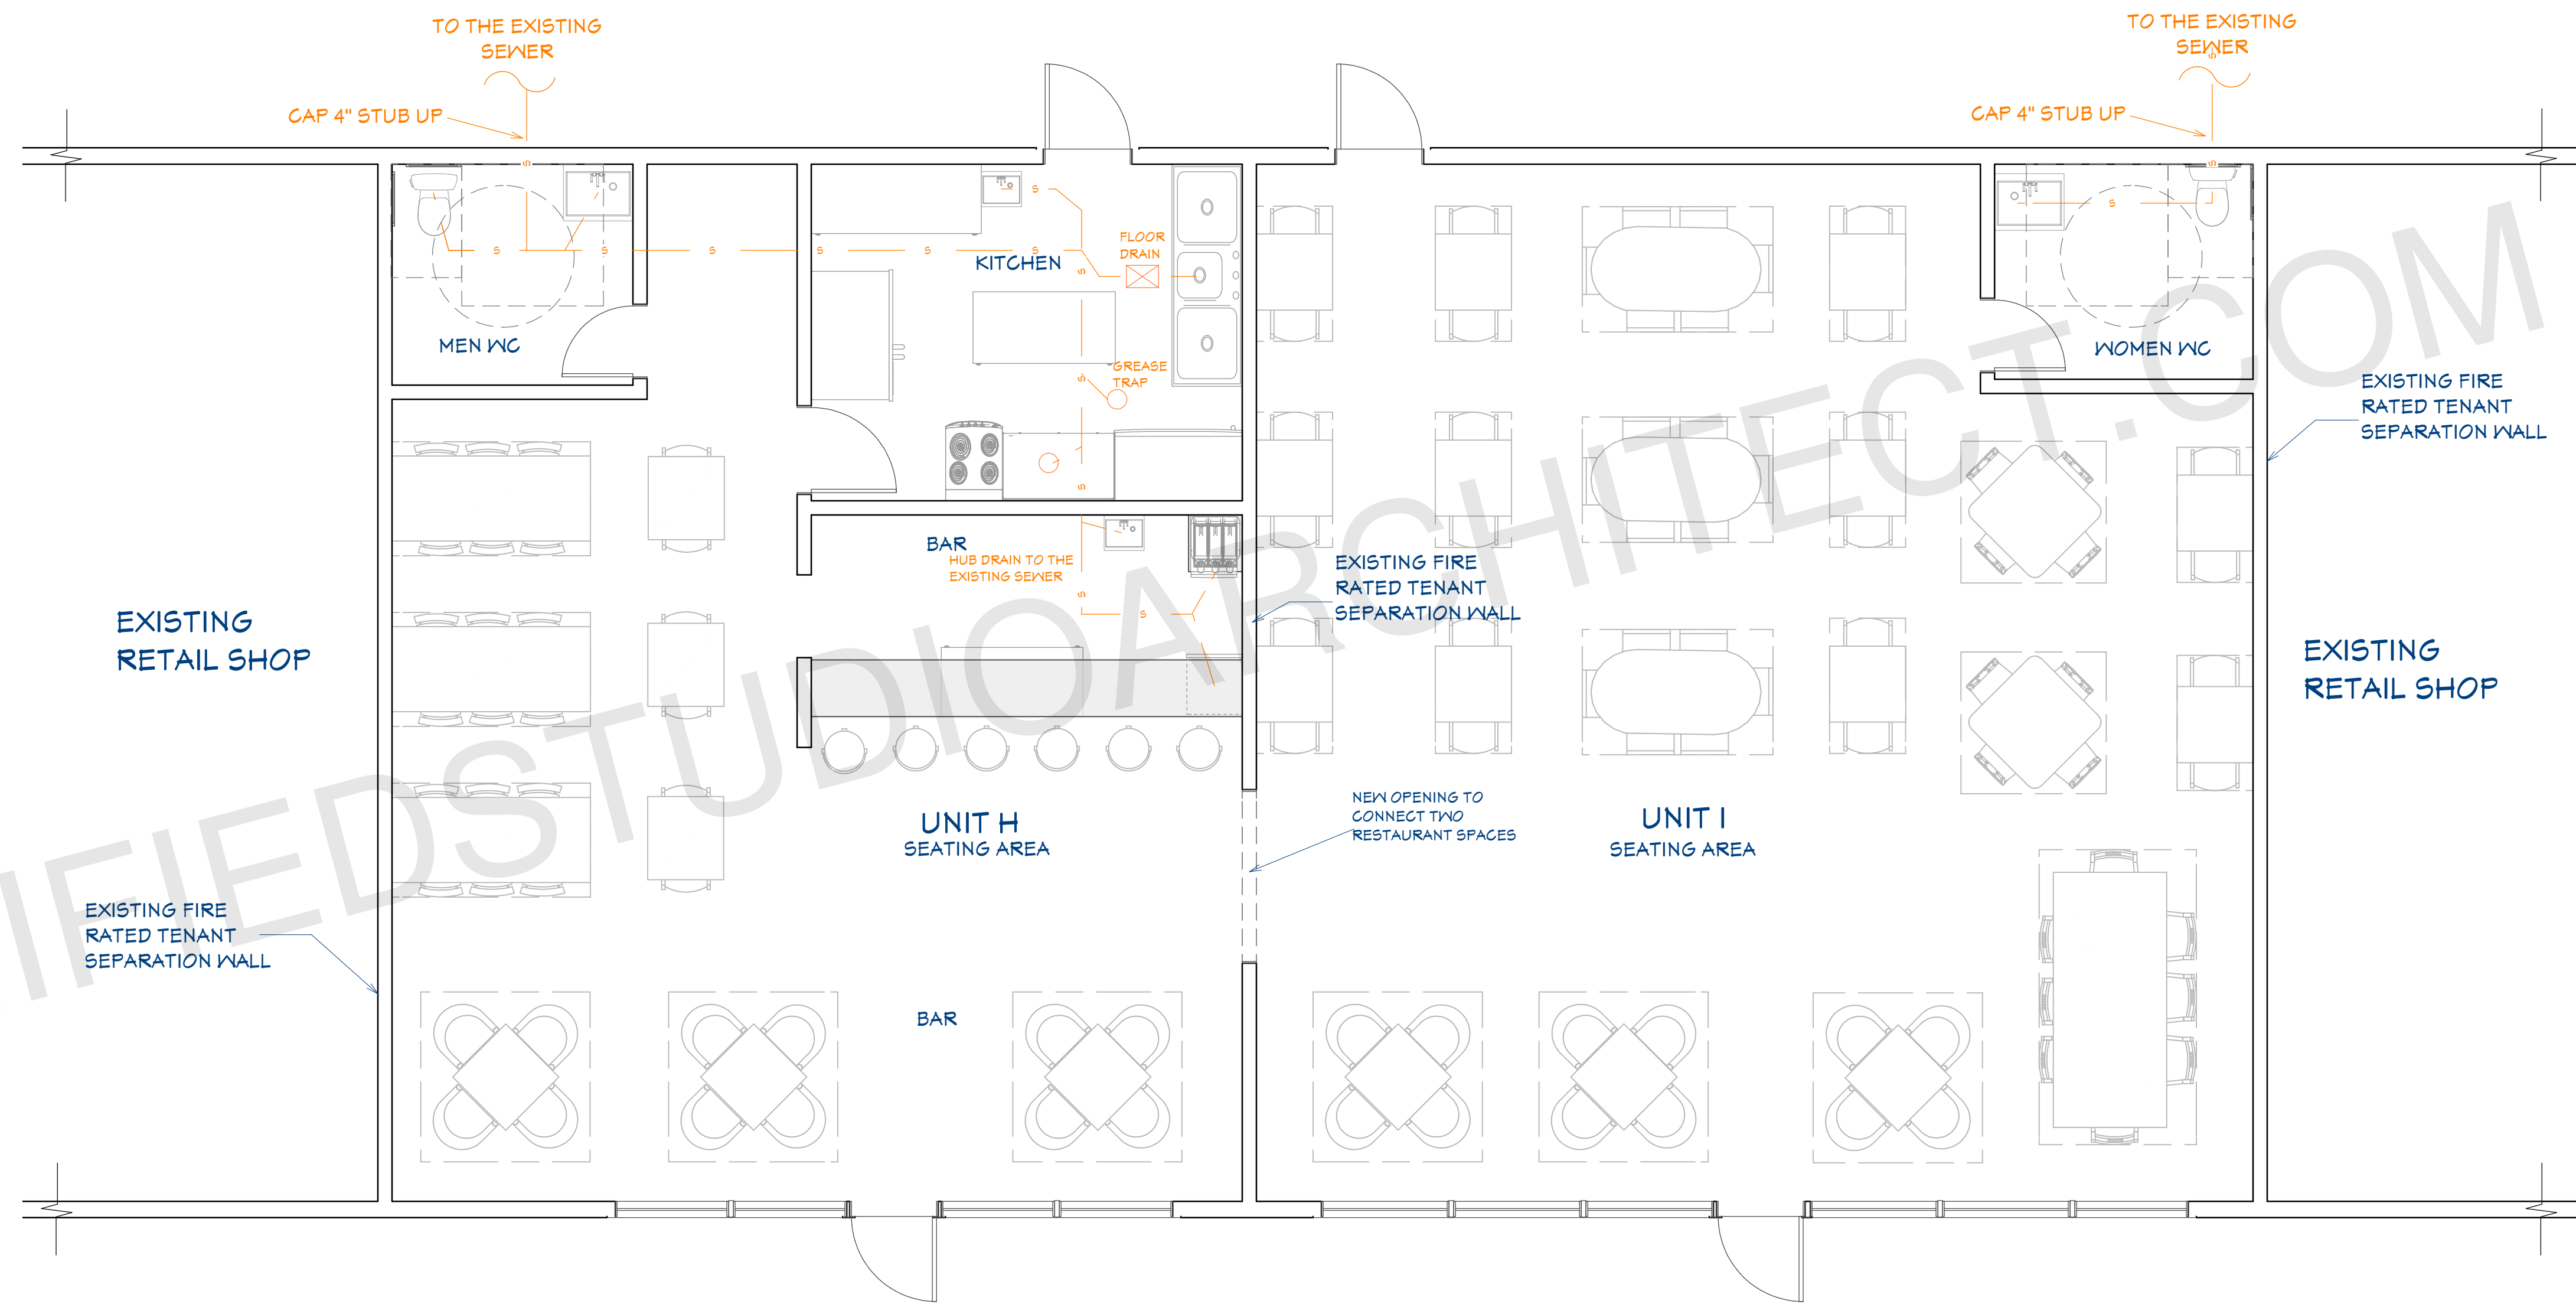 TO THE EXISTING
SEWER
CAP 4" STUB UP
TO THE EXISTING
SEWER
S
CAP 4" STUB UP
S
S
S
S
S
S
S
S
S
S
S
FLOOR
DRAIN
KITCHEN
S
MEN WC
GREASE
TRAP
S
S
S
WOMEN WC
EXISTING FIRE
RATED TENANT
SEPARATION WALL
BAR
HUB DRAIN TO THE
EXISTING SEWER
S
S
EXISTING FIRE
RATED TENANT
SEPARATION WALL
EXISTING
RETAIL SHOP
EXISTING
RETAIL SHOP
UNIT H
SEATING AREA
NEW OPENING TO
CONNECT TWO
RESTAURANT SPACES
UNIT I
SEATING AREA
EXISTING FIRE
RATED TENANT
SEPARATION WALL
BAR
IFIEDSTUDIOARCHITECT.COM